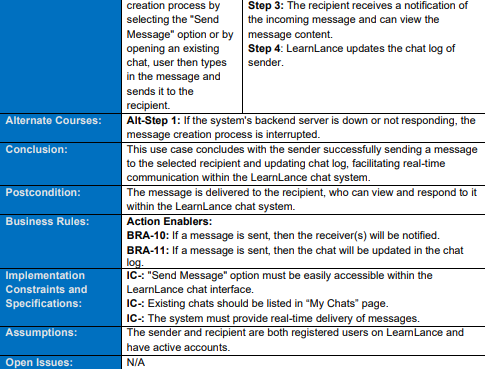 creation process by
selecting the "Send
Message" option or by
opening an existing
chat, user then types
in the message and
sends it to the
recipient.
Step 3: The recipient receives a notification of
the incoming message and can view the
message content.
Step 4: LearnLance updates the chat log of
sender.
Alternate Courses:
Alt-Step 1: If the system's backend server is down or not responding, the
message creation process is interrupted.
Conclusion:
This use case concludes with the sender successfully sending a message
to the selected recipient and updating chat log, facilitating real-time
communication within the LearnLance chat system.
Postcondition:
The message is delivered to the recipient, who can view and respond to it
within the LearnLance chat system.
Business Rules:
Action Enablers:
BRA-10: If a message is sent, then the receiver(s) will be notified.
BRA-11: If a message is sent, then the chat will be updated in the chat
log.
Implementation
Constraints and
Specifications:
IC-: "Send Message" option must be easily accessible within the
LearnLance chat interface.
IC-: Existing chats should be listed in “My Chats” page.
IC-: The system must provide real-time delivery of messages.
Assumptions:
The sender and recipient are both registered users on LearnLance and
have active accounts.
Open Issues:
N/A